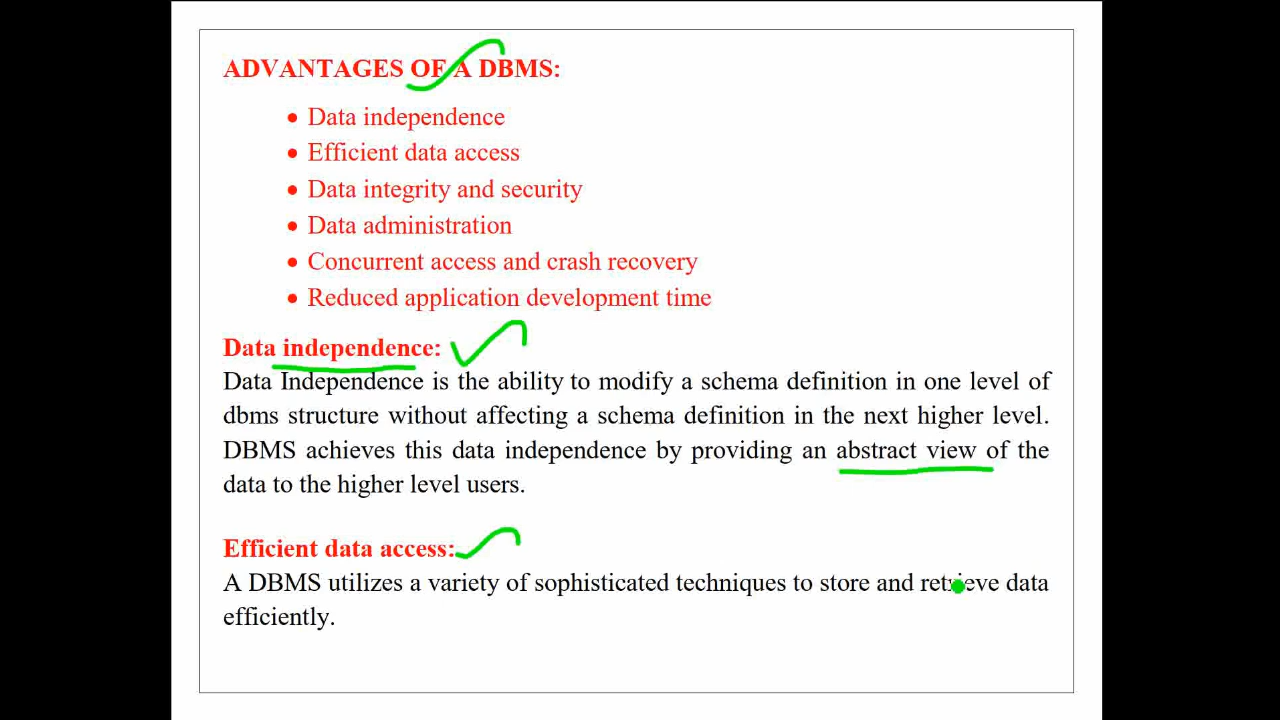 ADVANTAGES OF A DBMS:
• Data independence
• Efficient data access
• Data integrity and security
• Data administration
• Concurrent access and crash recovery
• Reduced application development time
Data independence:
Data Independence is the ability to modify a schema definition in one level of
dbms structure without affecting a schema definition in the next higher level.
DBMS achieves this data independence by providing an abstract view of the
data to the higher level users.
Efficient data access:
A DBMS utilizes a variety of sophisticated techniques to store and retrieve data
efficiently.